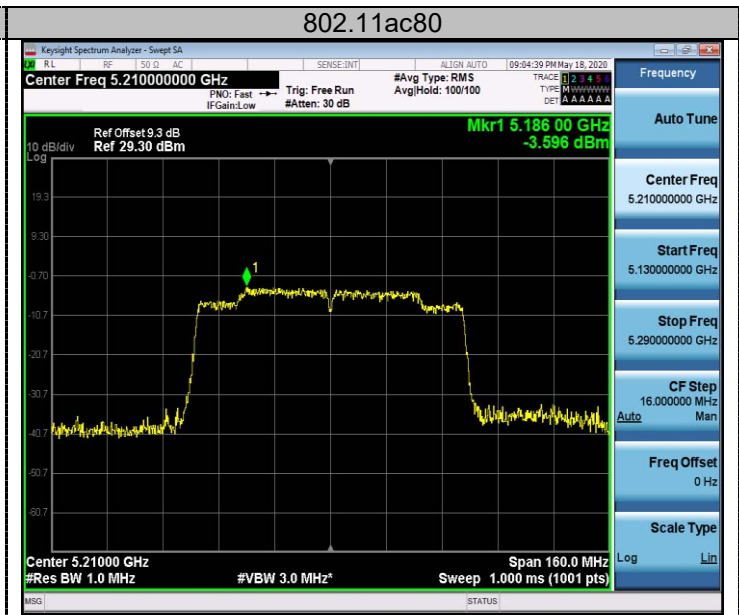 802.11ac80
Keysight Spectrum Analyzer - Swept SA
RL RF 50 Ω AC SENSE:INT ALIGN AUTO 09:04:39 PM May 18, 2020
Center Freq 5.210000000 GHz
PNO: Fast
IFGain:Low
Trig: Free Run
#Atten: 30 dB
#Avg Type: RMS
Avg|Hold: 100/100
TRACE 1 2 3 4 5 6
TYPE M WWWWW
DET A A A A A A
Ref Offset 9.3 dB
10 dB/div Ref 29.30 dBm
Log
Mkr1 5.186 00 GHz
-3.596 dBm
19.3
9.30
-0.70
-10.7
-20.7
-30.7
-40.7
-50.7
-60.7
1
Center 5.21000 GHz Span 160.0 MHz
#Res BW 1.0 MHz #VBW 3.0 MHz* Sweep 1.000 ms (1001 pts)
MSG STATUS
Frequency
Auto Tune
Center Freq
5.210000000 GHz
Start Freq
5.130000000 GHz
Stop Freq
5.290000000 GHz
CF Step
16.000000 MHz
Auto Man
Freq Offset
0 Hz
Scale Type
Log Lin